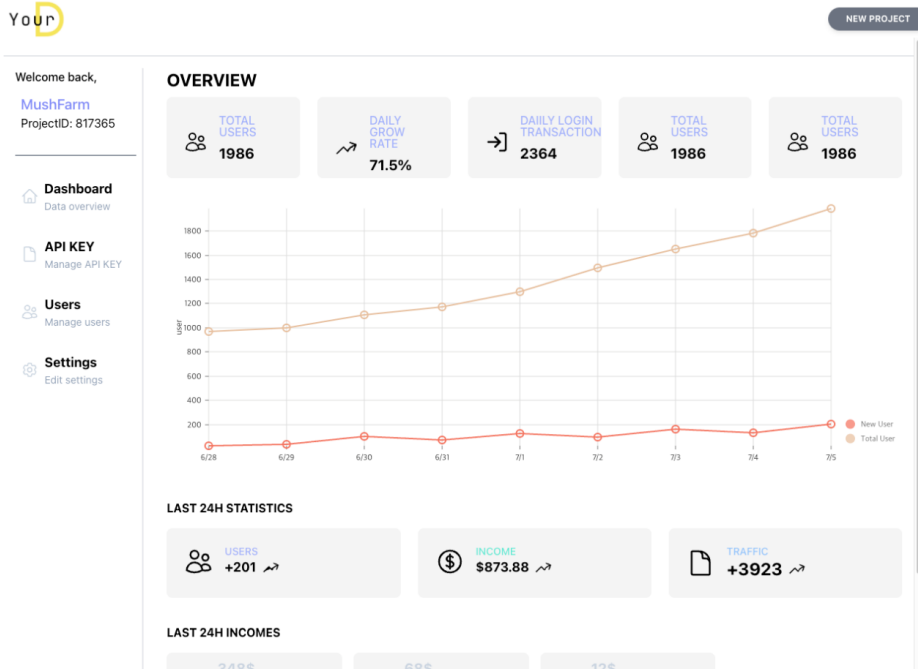 YourD
NEW PROJECT
Welcome back,
MushFarm
ProjectID: 817365
Dashboard
Data overview
API KEY
Manage API KEY
Users
Manage users
Settings
Edit settings
OVERVIEW
TOTAL
USERS
1986
DAILY
GROW
RATE
71.5%
DAIILY LOGIN
TRANSACTION
2364
TOTAL
USERS
1986
TOTAL
USERS
1986
1800
1600
1400
1200
1000
800
600
400
200
user
6/28
6/29
6/30
6/31
7/1
7/2
7/3
7/4
7/5
New User
Total User
LAST 24H STATISTICS
USERS
+201
INCOME
$873.88
TRAFFIC
+3923
LAST 24H INCOMES
348$
68$
12$